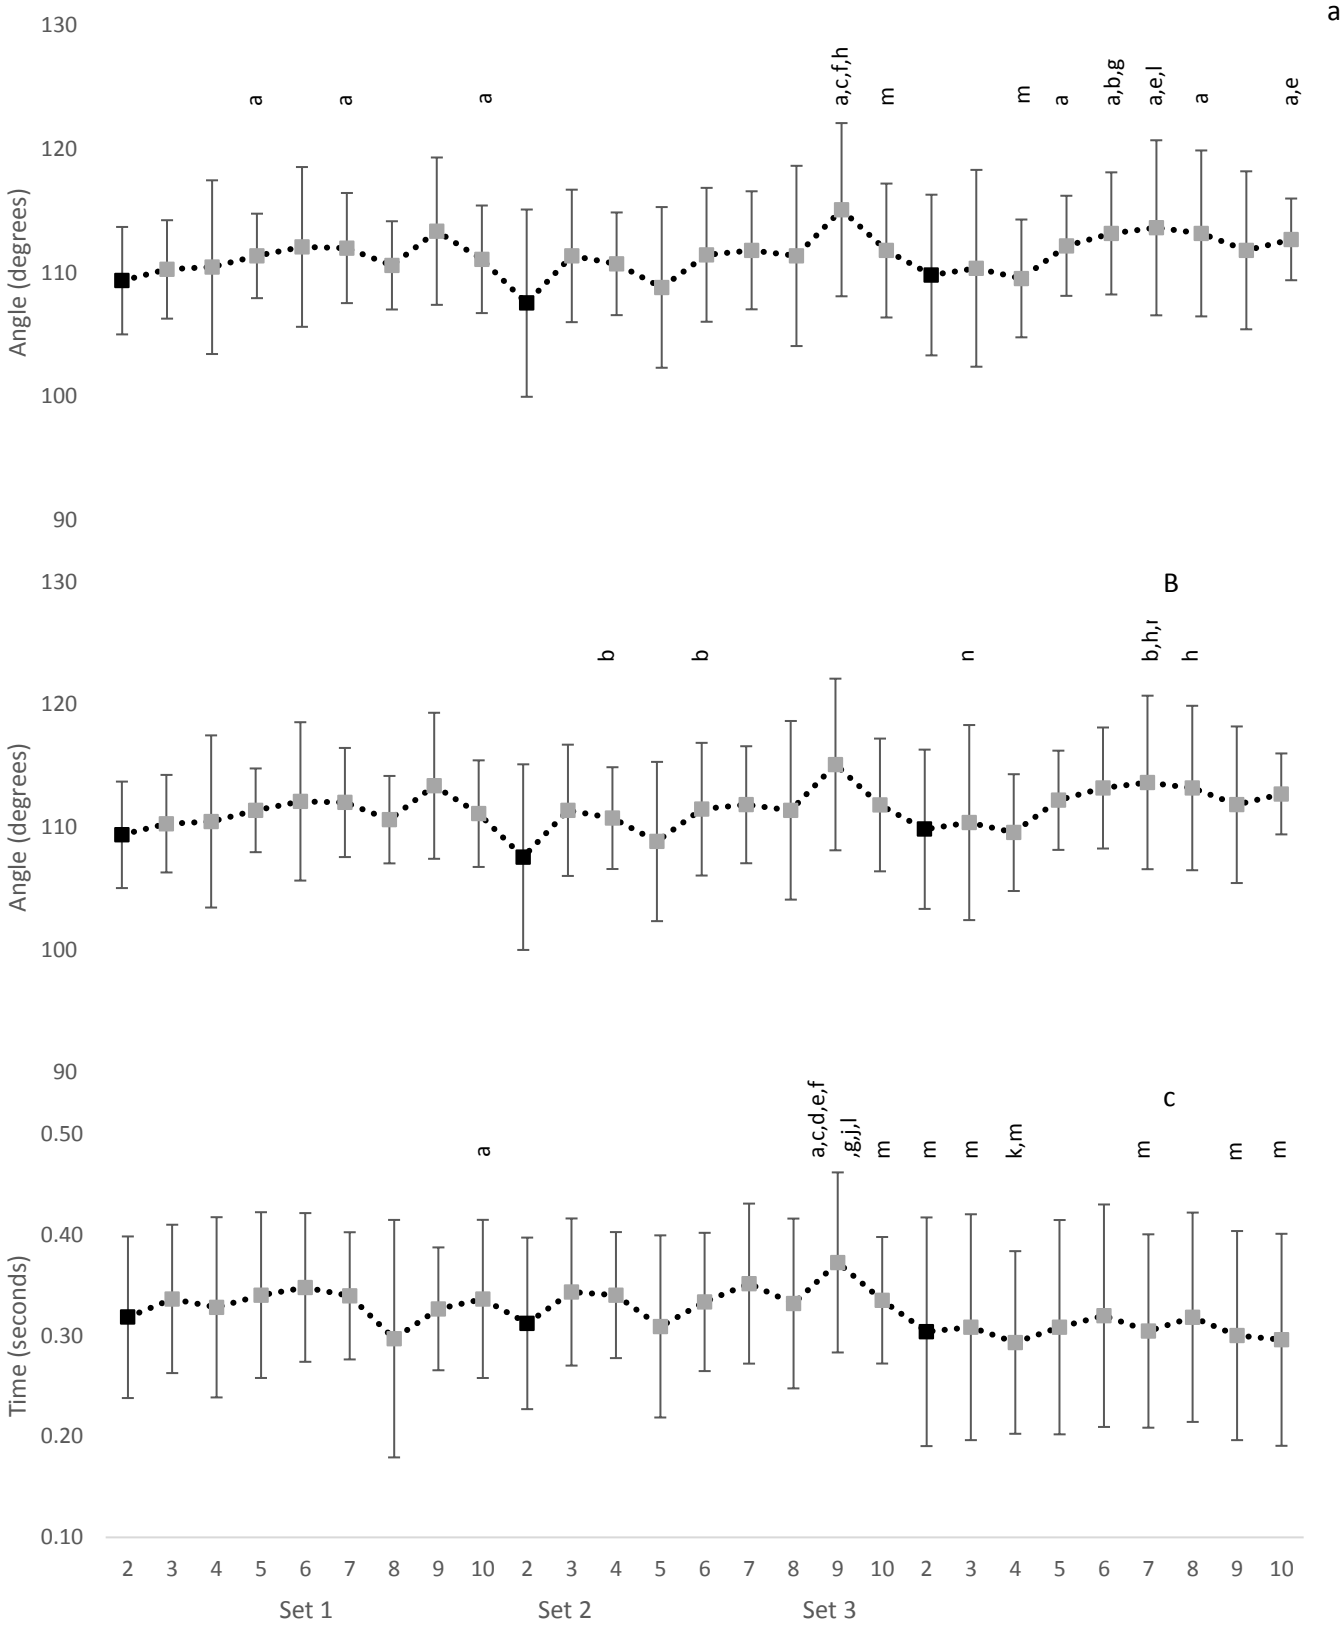 130
a
a
a
a
a,c,f,h
m
m
a
a,b,g
a,e,l
a
a,e
120
110
100
90
Angle (degrees)
130
B
b
b
n
b,h,
h
120
110
100
90
Angle (degrees)
c
0.50
a
a,c,d,e,f
,g,j,l
m
m
m
k,m
m
m
m
0.40
0.30
0.20
0.10
Time (seconds)
2 3 4 5 6 7 8 9 10 2 3 4 5 6 7 8 9 10 2 3 4 5 6 7 8 9 10
Set 1 Set 2 Set 3